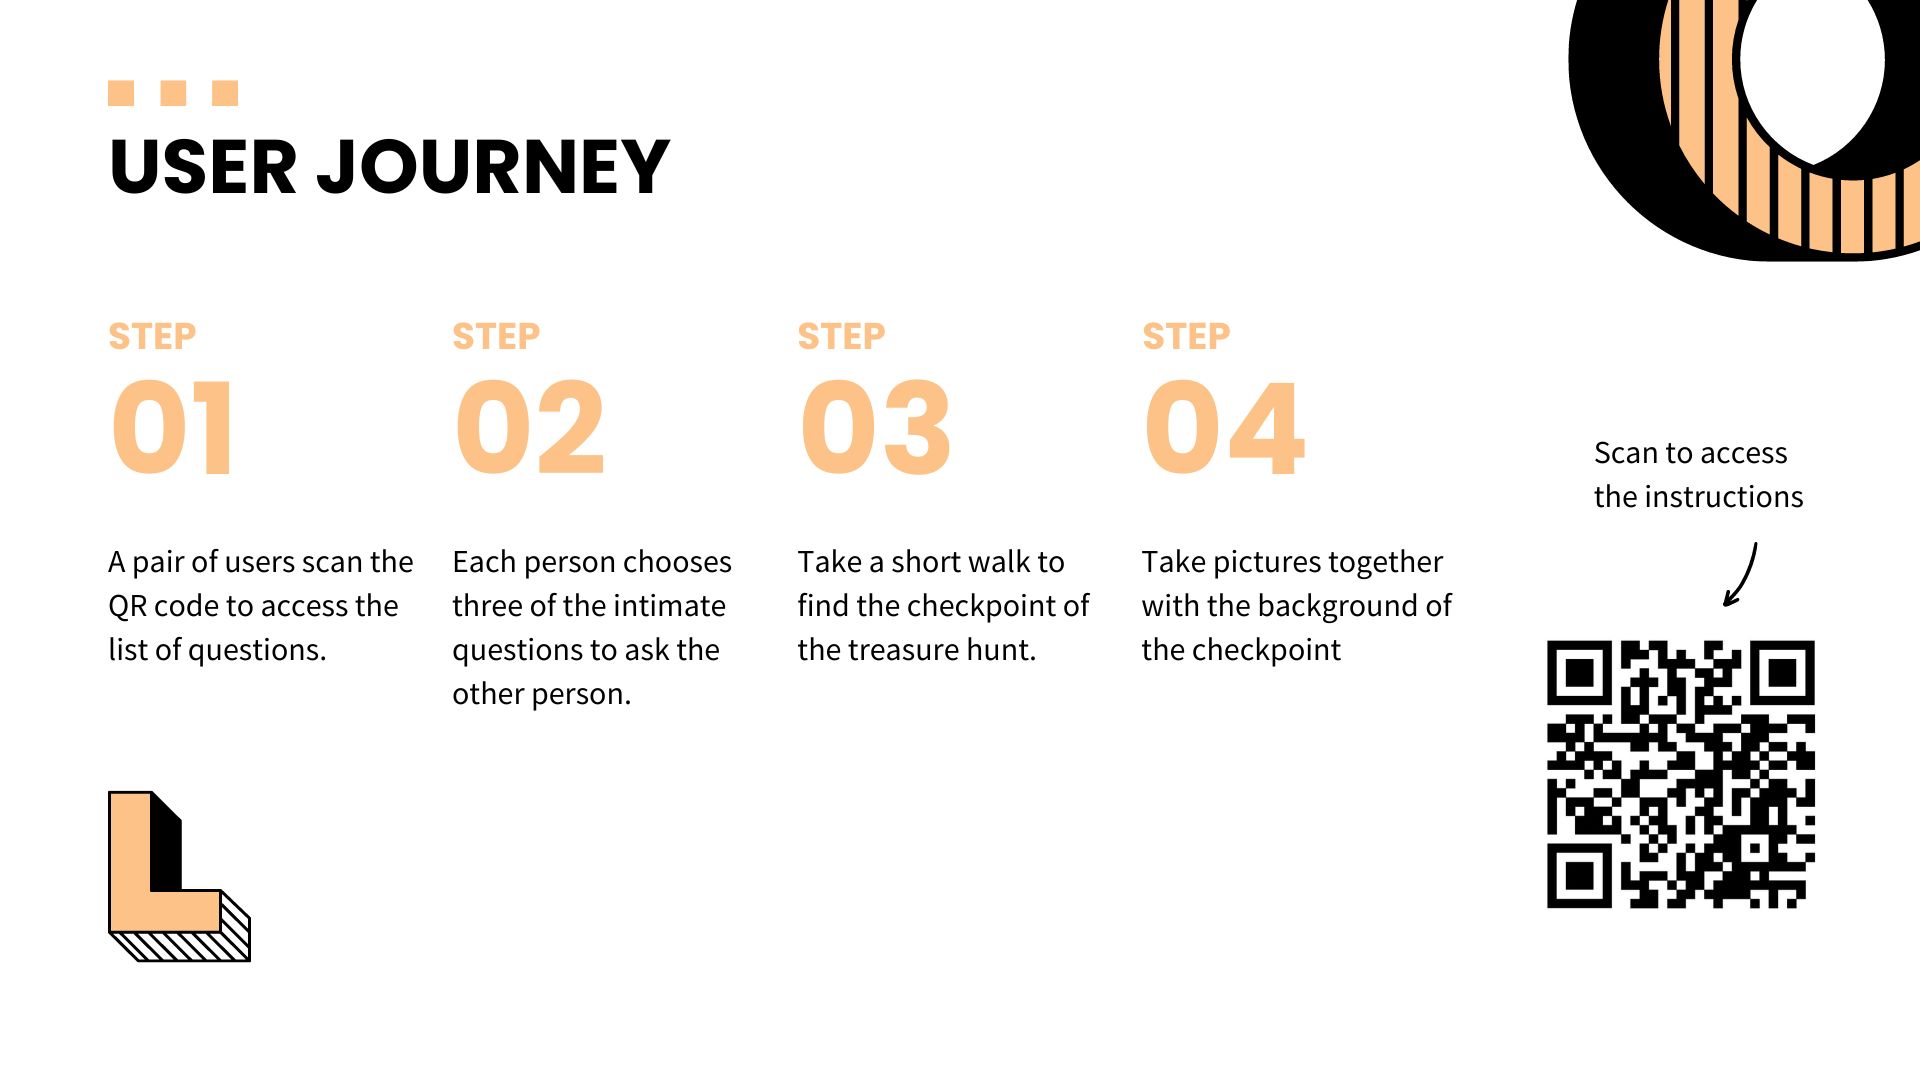 USER JOURNEY
STEP
01
A pair of users scan the
QR code to access the
list of questions.
STEP
02
Each person chooses
three of the intimate
questions to ask the
other person.
STEP
03
Take a short walk to
find the checkpoint of
the treasure hunt.
STEP
04
Take pictures together
with the background of
the checkpoint
Scan to access
the instructions
L